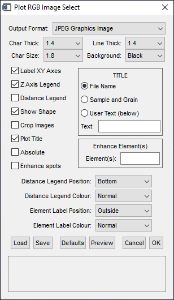 Plot RGB Image Select
Output Format: JPEG Graphics Image
Char Thick: 1.4 Line Thick: 1.4
Char Size: 1.8 Background: Black
Label XY Axes
Z Axis Legend
Distance Legend
Show Shape
Crop Images
Plot Title
Absolute
Enhance spots
TITLE
File Name
Sample and Grain
User Text (below)
Text:
Enhance Element(s)
Element(s):
Distance Legend Position: Bottom
Distance Legend Colour: Normal
Element Label Position: Outside
Element Label Colour: Normal
Load Save Defaults Preview Cancel OK